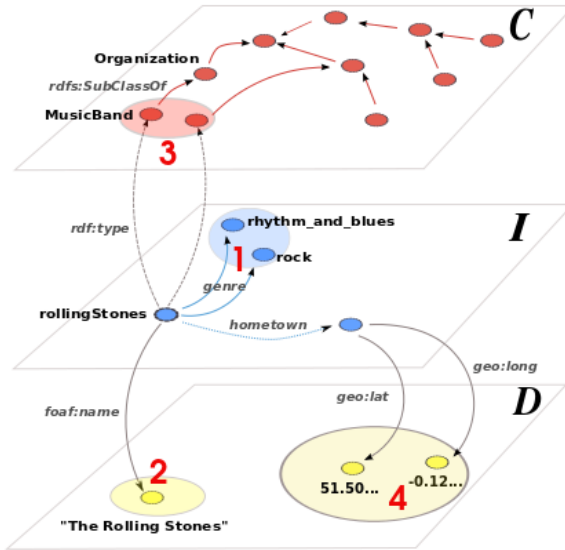 C
Organization
rdfs:SubClassOf
MusicBand
3
rdf:type
I
rhythm_and_blues
1
rock
genre
rollingStones
hometown
geo:long
geo:lat
D
foaf:name
2
51.50...
-0.12...
4
"The Rolling Stones"